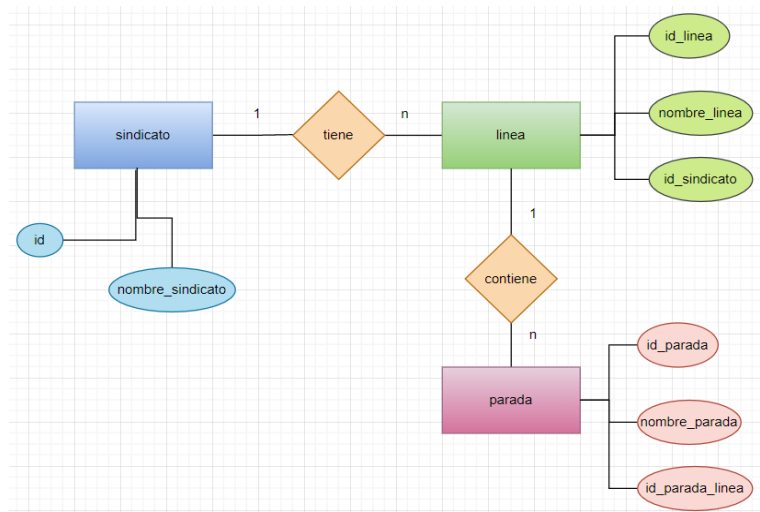 id_linea
nombre_linea
id_sindicato
sindicato
1
tiene
n
linea
1
contiene
n
id
nombre_sindicato
parada
id_parada
nombre_parada
id_parada_linea